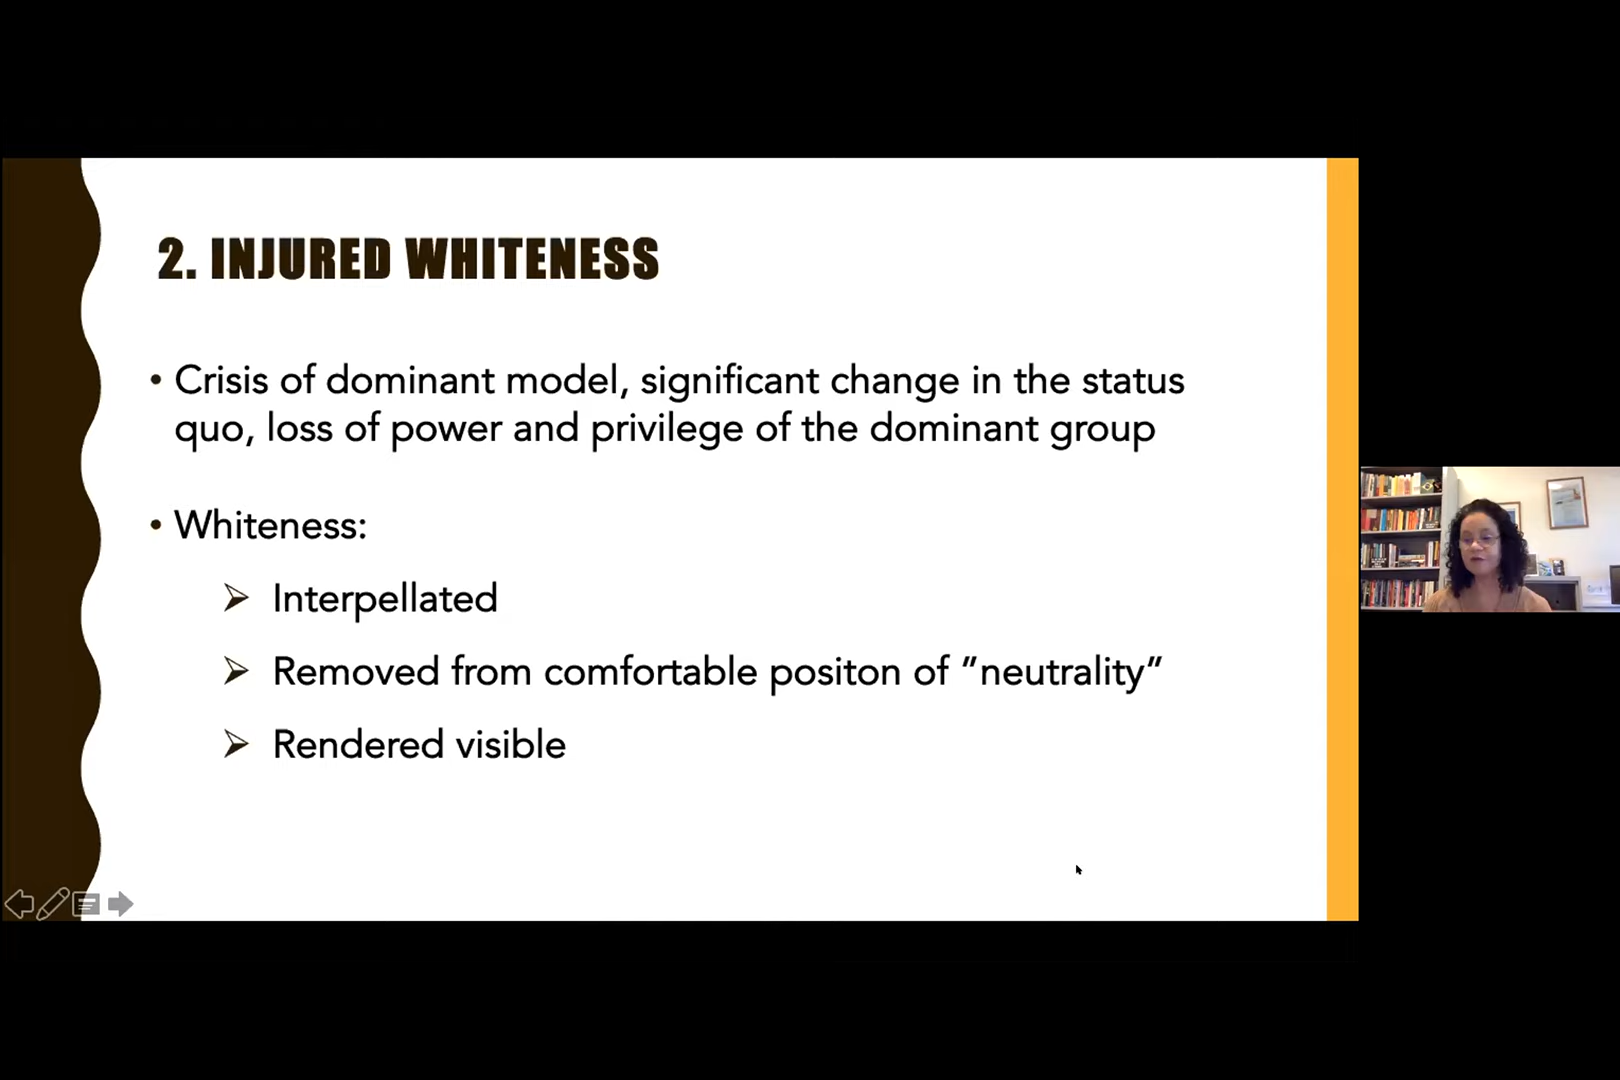 2. INJURED WHITENESS
• Crisis of dominant model, significant change in the status
quo, loss of power and privilege of the dominant group
• Whiteness:
➢ Interpellated
➢ Removed from comfortable positon of ”neutrality”
➢ Rendered visible